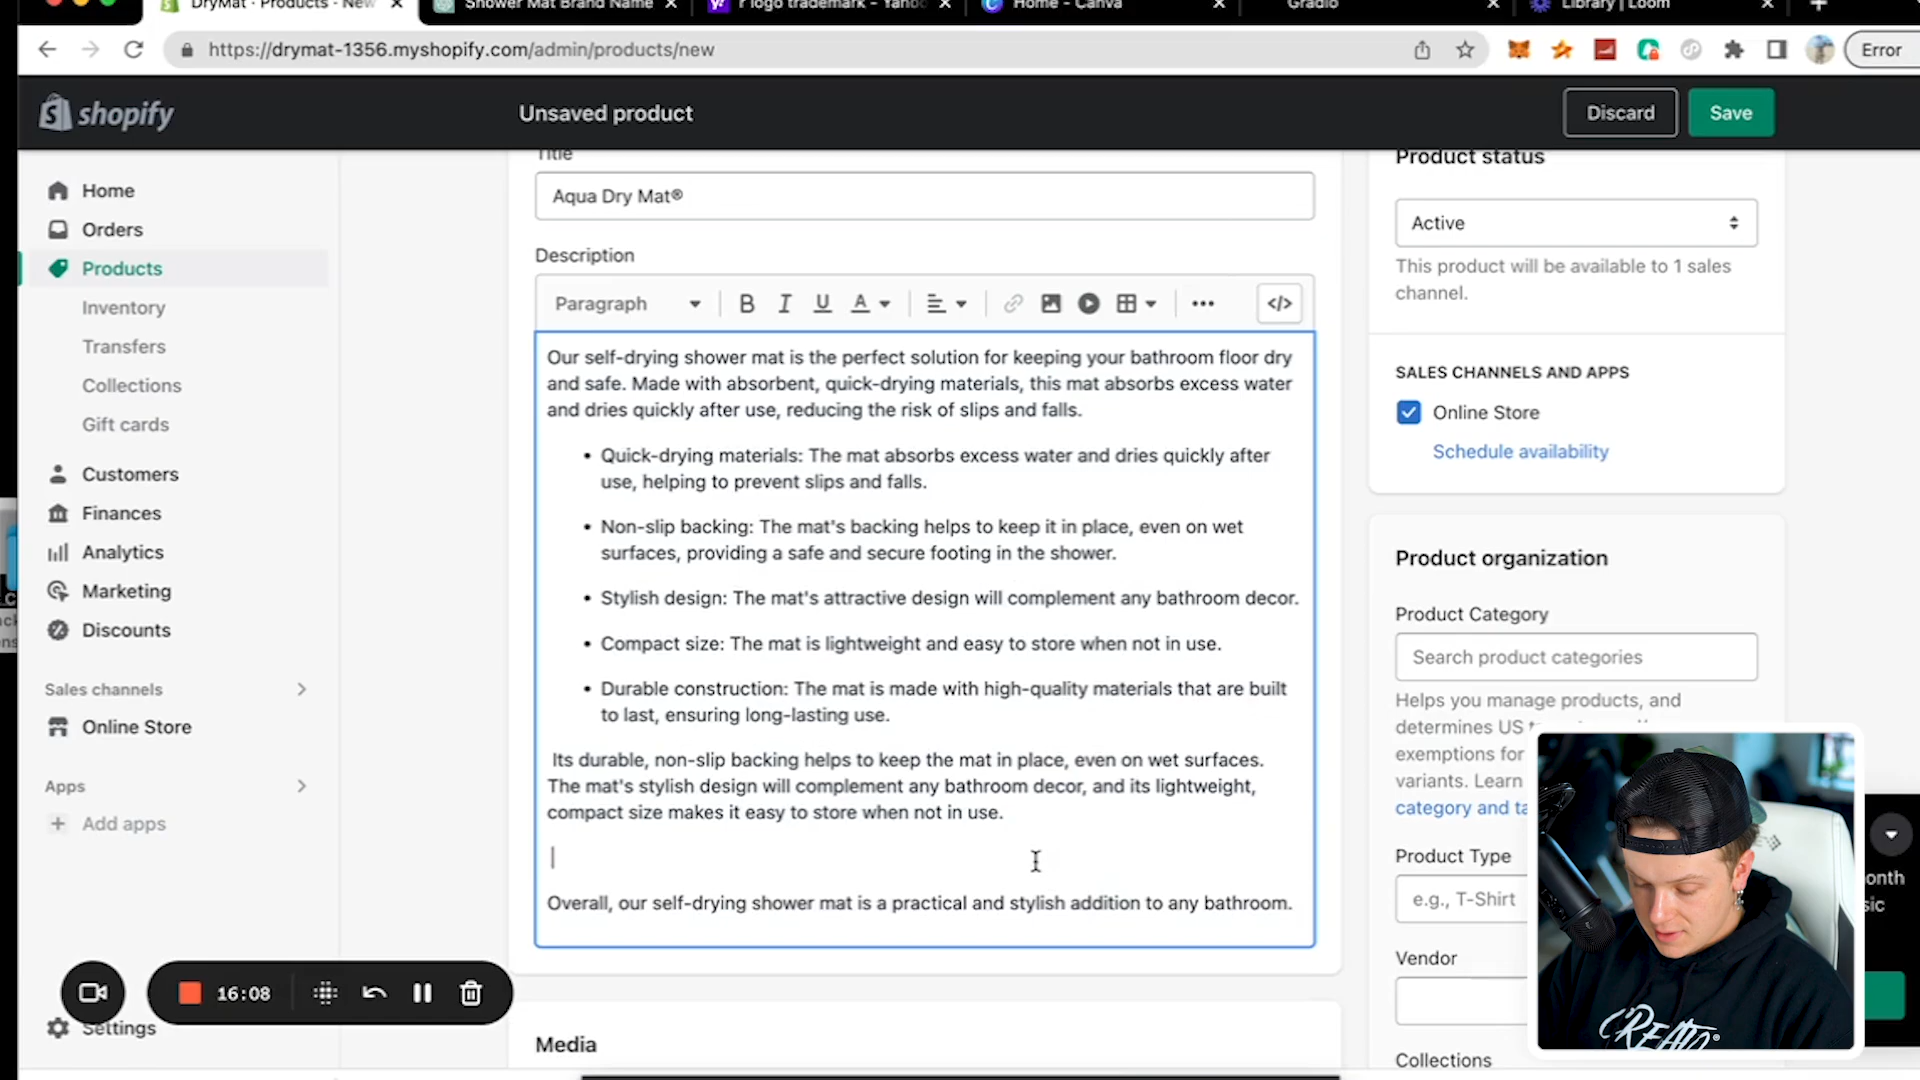 DryMat · Products · New
Shower Mat Brand Name
r logo trademark - Yahoo
Home - Canva
Gradio
Library | Loom
https://drymat-1356.myshopify.com/admin/products/new
Error
shopify
Unsaved product
Discard
Save
Home
Orders
Products
Inventory
Transfers
Collections
Gift cards
Customers
Finances
Analytics
Marketing
Discounts
Sales channels
Online Store
Apps
Add apps
Settings
16:08
Title
Aqua Dry Mat®
Description
Paragraph
Our self-drying shower mat is the perfect solution for keeping your bathroom floor dry
and safe. Made with absorbent, quick-drying materials, this mat absorbs excess water
and dries quickly after use, reducing the risk of slips and falls.
• Quick-drying materials: The mat absorbs excess water and dries quickly after
use, helping to prevent slips and falls.
• Non-slip backing: The mat's backing helps to keep it in place, even on wet
surfaces, providing a safe and secure footing in the shower.
• Stylish design: The mat's attractive design will complement any bathroom decor.
• Compact size: The mat is lightweight and easy to store when not in use.
• Durable construction: The mat is made with high-quality materials that are built
to last, ensuring long-lasting use.
Its durable, non-slip backing helps to keep the mat in place, even on wet surfaces.
The mat's stylish design will complement any bathroom decor, and its lightweight,
compact size makes it easy to store when not in use.
Overall, our self-drying shower mat is a practical and stylish addition to any bathroom.
Media
Product status
Active
This product will be available to 1 sales
channel.
SALES CHANNELS AND APPS
Online Store
Schedule availability
Product organization
Product Category
Search product categories
Helps you manage products, and
determines US
exemptions for
variants. Learn
category and
Product Type
e.g., T-Shirt
Vendor
Collections
CREATO®